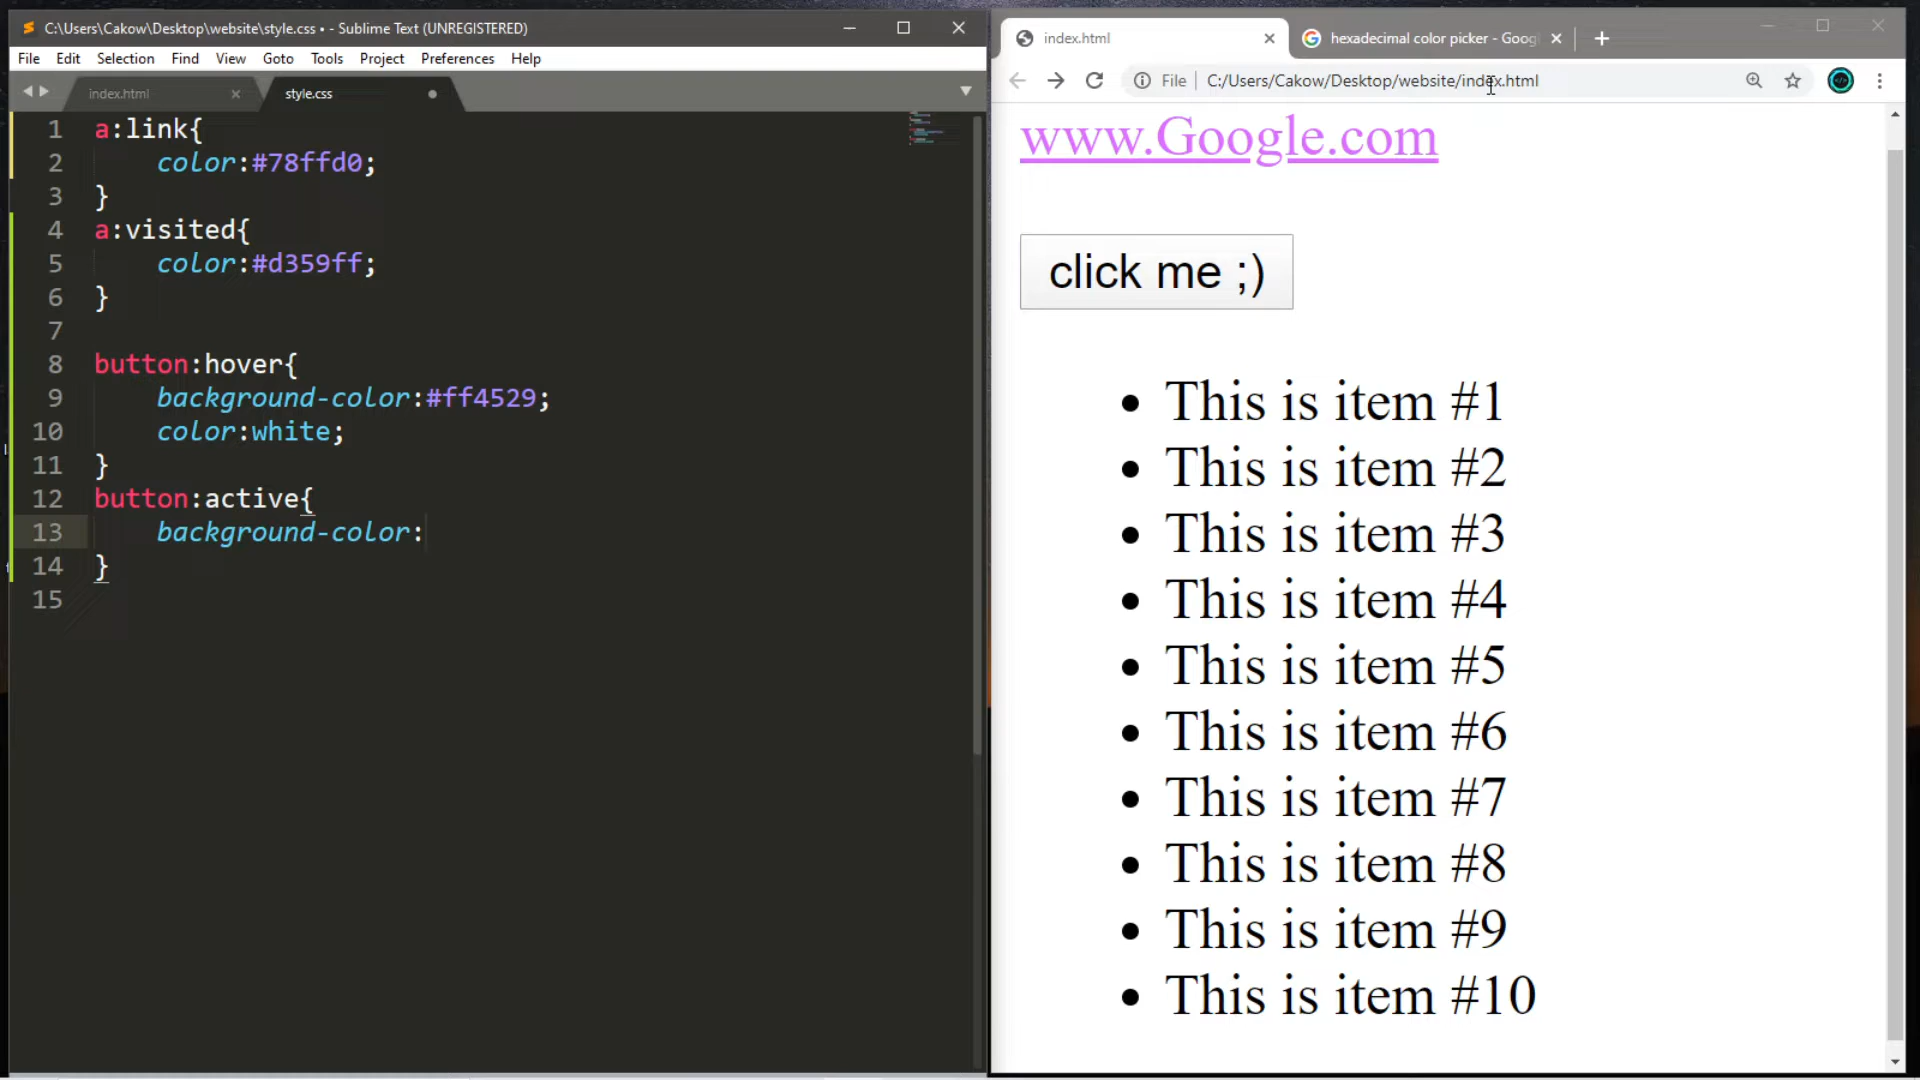 C:\Users\Cakow\Desktop\website\style.css • - Sublime Text (UNREGISTERED)
File Edit Selection Find View Goto Tools Project Preferences Help
index.html
style.css
1 a:link{
2 color:#78ffd0;
3 }
4 a:visited{
5 color:#d359ff;
6 }
7
8 button:hover{
9 background-color:#ff4529;
10 color:white;
11 }
12 button:active{
13 background-color:
14 }
15
index.html
hexadecimal color picker - Goog
File C:/Users/Cakow/Desktop/website/index.html
www.Google.com
click me ;)
• This is item #1
• This is item #2
• This is item #3
• This is item #4
• This is item #5
• This is item #6
• This is item #7
• This is item #8
• This is item #9
• This is item #10